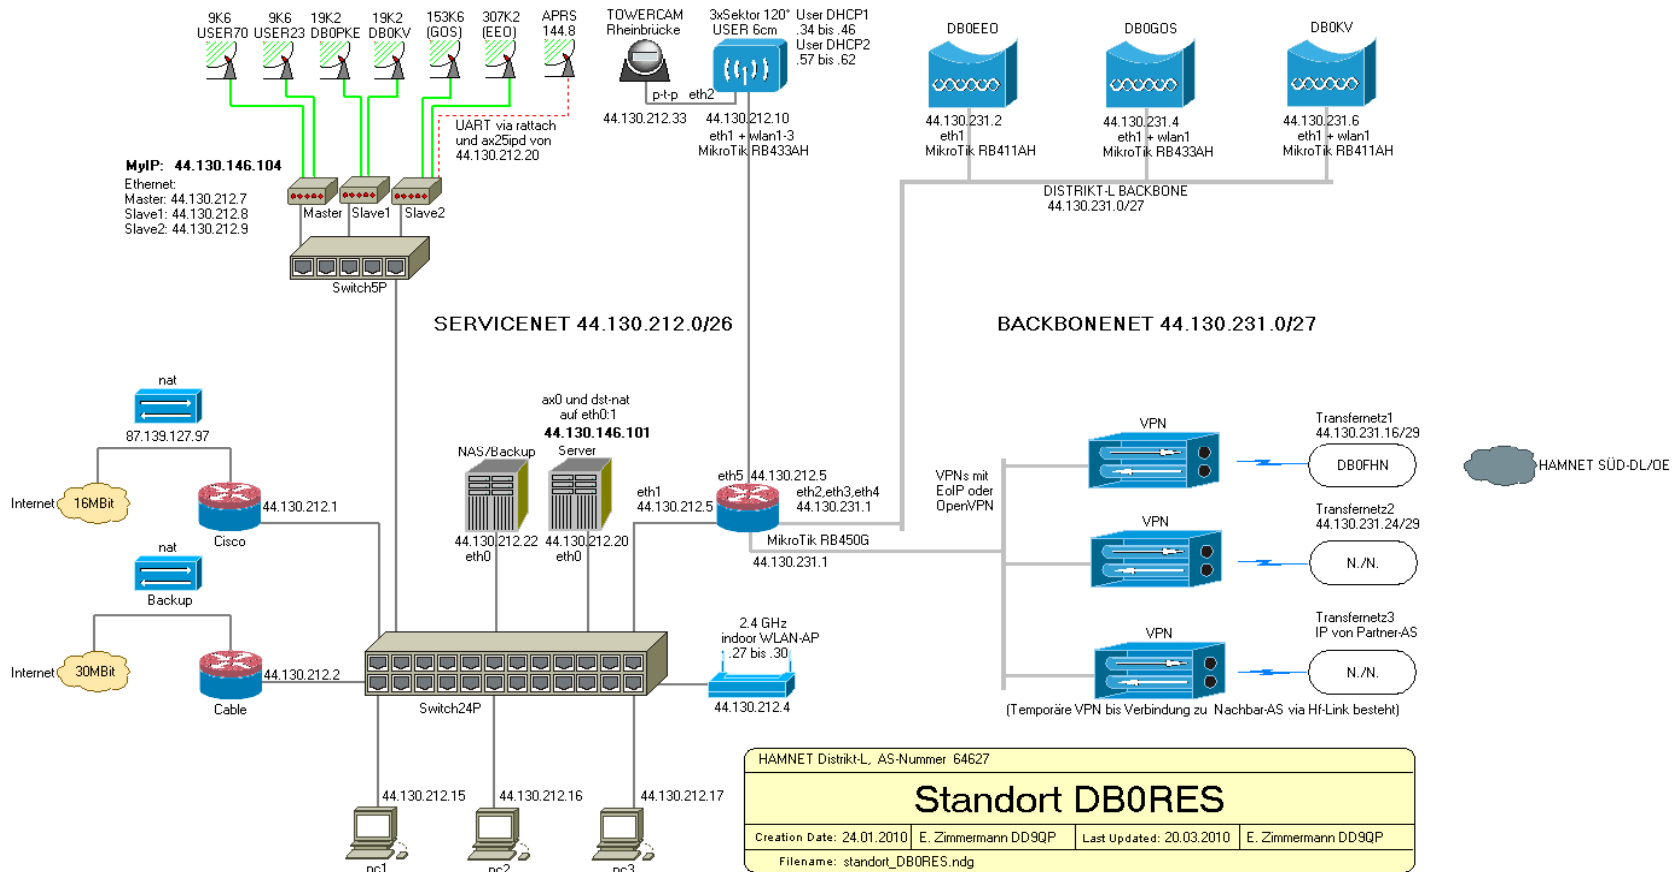 9K6
USER70
9K6
USER23
19K2
DB0PKE
19K2
DB0KV
153K6
(GOS)
307K2
(EEO)
APRS
144.8
TOWERCAM
Rheinbrücke
3xSektor 120°
USER 6cm
User DHCP1
.34 bis .46
User DHCP2
.57 bis .62
DB0EEO
DB0GOS
DB0KV
p-t-p
eth2
44.130.212.33
44.130.212.10
eth1 + wlan1-3
MikroTik RB433AH
44.130.231.2
eth1
MikroTik RB411AH
44.130.231.4
eth1 + wlan1
MikroTik RB433AH
44.130.231.6
eth1 + wlan1
MikroTik RB411AH
UART via rattach
und ax25ipd von
44.130.212.20
MyIP: 44.130.146.104
Ethernet:
Master: 44.130.212.7
Slave1: 44.130.212.8
Slave2: 44.130.212.9
Master
Slave1
Slave2
Switch5P
DISTRIKT-L BACKBONE
44.130.231.0/27
SERVICENET 44.130.212.0/26
BACKBONENET 44.130.231.0/27
nat
87.139.127.97
Internet
16MBit
44.130.212.1
Cisco
nat
Backup
Internet
30MBit
44.130.212.2
Cable
ax0 und dst-nat
auf eth0:1
44.130.146.101
NAS/Backup
Server
44.130.212.22
eth0
44.130.212.20
eth0
eth5
44.130.212.5
eth1
44.130.212.5
eth2,eth3,eth4
44.130.231.1
MikroTik RB450G
44.130.231.1
VPNs mit
EoIP oder
OpenVPN
VPN
Transfernetz1
44.130.231.16/29
DB0FHN
HAMNET SÜD-DL/OE
VPN
Transfernetz2
44.130.231.24/29
N./N.
VPN
Transfernetz3
IP von Partner-AS
N./N.
(Temporäre VPN bis Verbindung zu Nachbar-AS via Hf-Link besteht)
2.4 GHz
indoor WLAN-AP
.27 bis .30
44.130.212.4
Switch24P
44.130.212.15
44.130.212.16
44.130.212.17
pc1
pc2
pc3
HAMNET Distrikt-L, AS-Nummer 64627
Standort DB0RES
Creation Date: 24.01.2010
E. Zimmermann DD9QP
Last Updated: 20.03.2010
E. Zimmermann DD9QP
Filename: standort_DB0RES.ndg